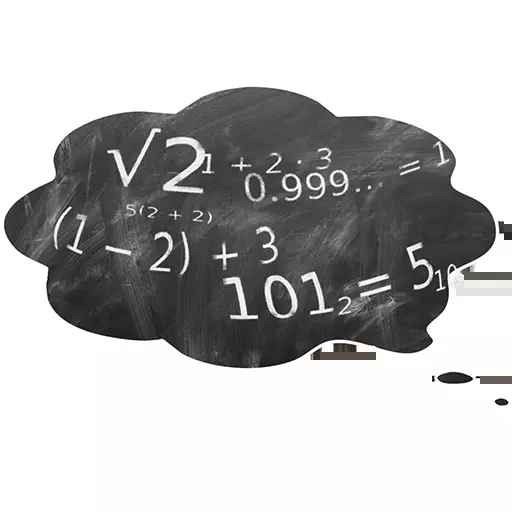 √2
1 + 2 · 3
0.999... = 1
5(2 + 2)
(1 − 2) + 3
101₂ = 5₁₀